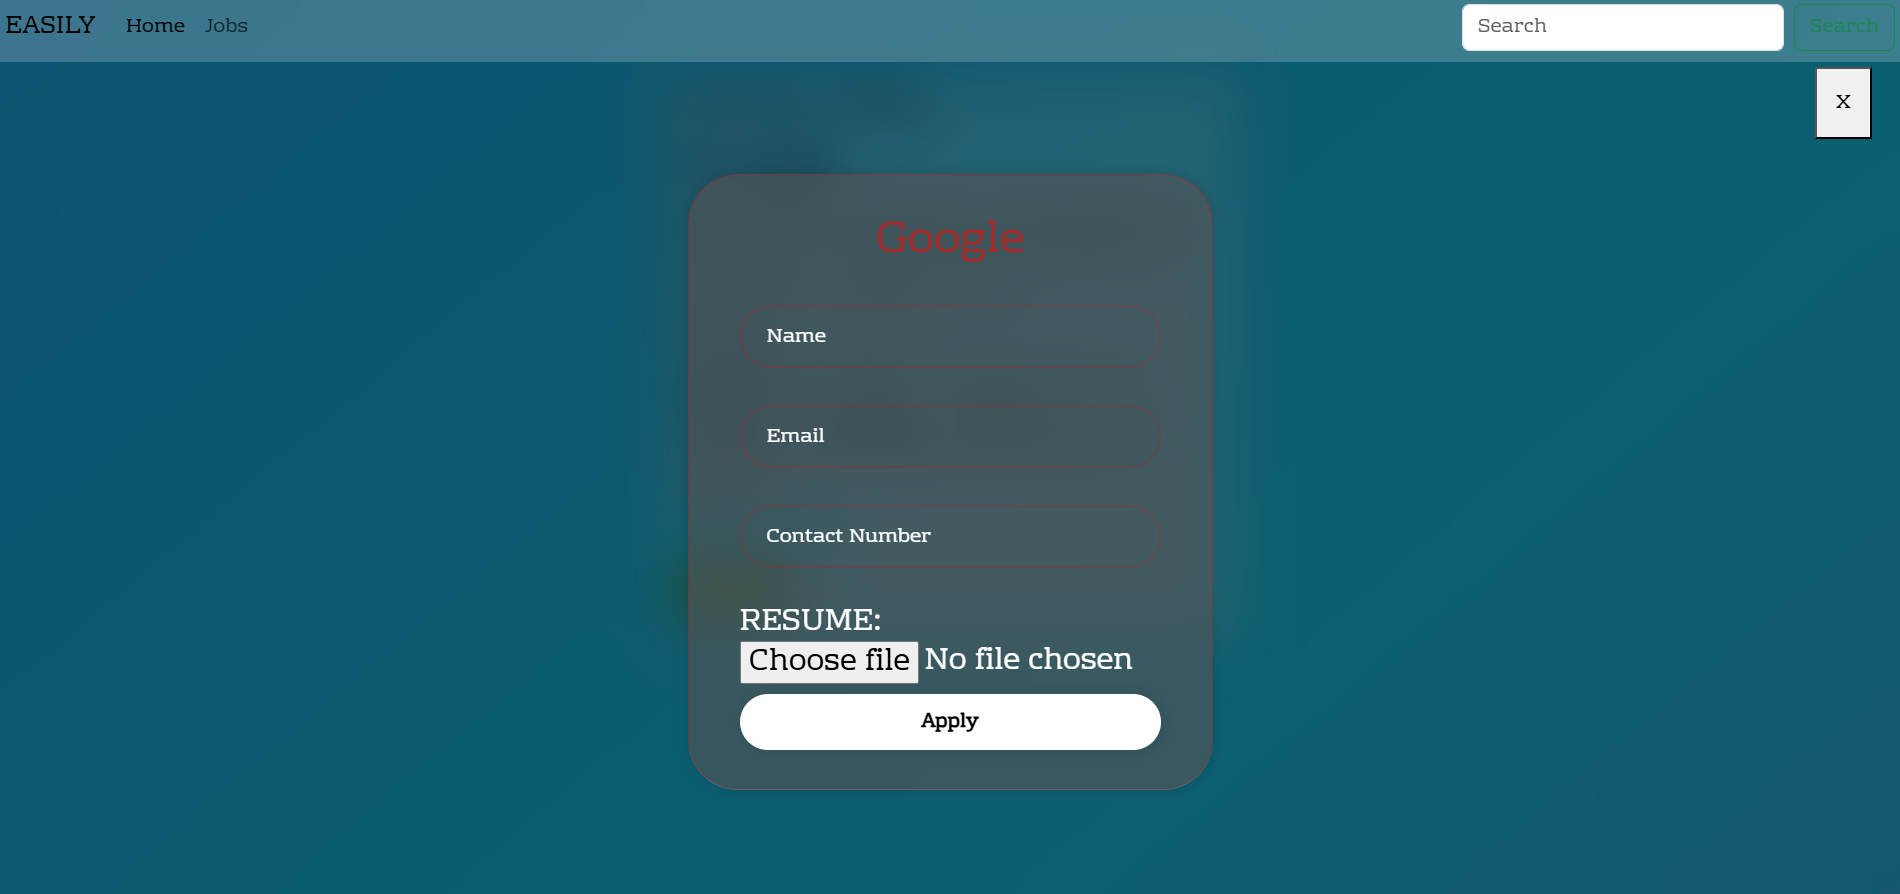 EASILY Home Jobs Search Search
X
Google
Name
Email
Contact Number
RESUME:
Choose file No file chosen
Apply